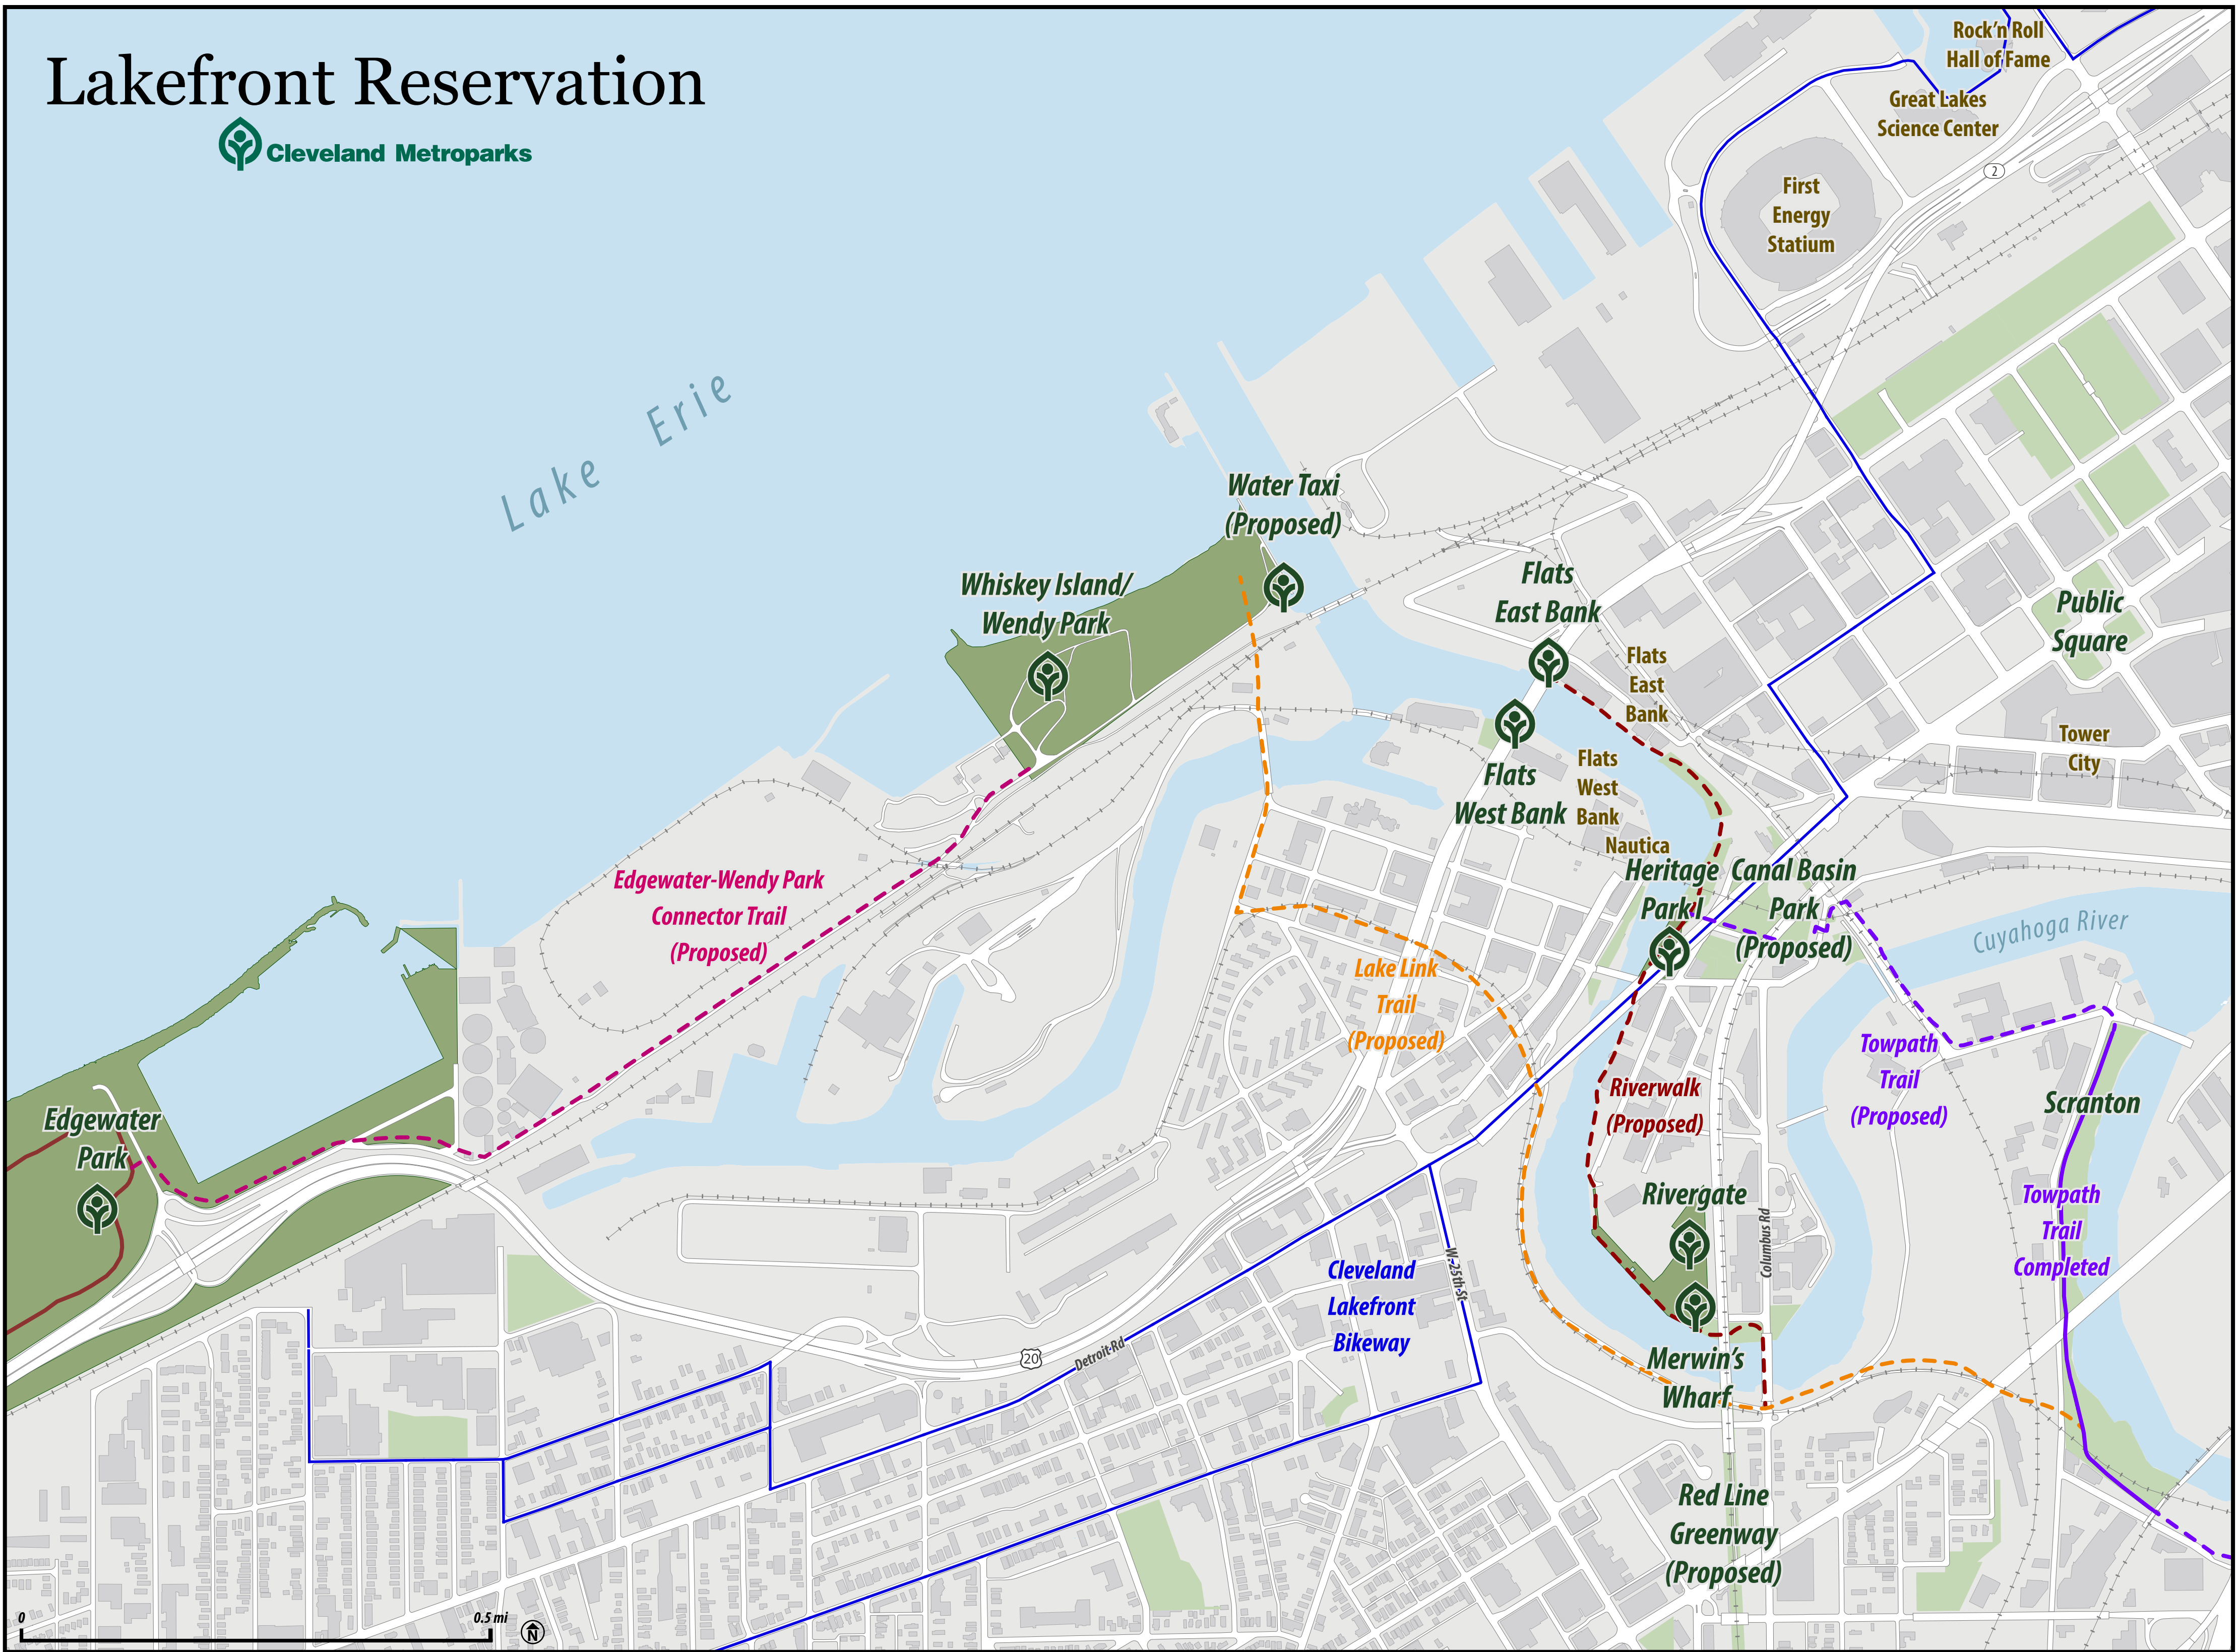 Lakefront Reservation
Cleveland Metroparks
Rock'n Roll
Hall of Fame
Great Lakes
Science Center
2
First
Energy
Statium
Lake Erie
Water Taxi
(Proposed)
Whiskey Island/
Wendy Park
Flats
East Bank
Flats
East
Bank
Public
Square
Tower
City
Flats
West Bank
Flats
West
Bank
Nautica
Heritage
Park I
Canal Basin
Park
(Proposed)
Cuyahoga River
Edgewater-Wendy Park
Connector Trail
(Proposed)
Lake Link
Trail
(Proposed)
Towpath
Trail
(Proposed)
Riverwalk
(Proposed)
Scranton
Edgewater
Park
Rivergate
Columbus Rd
Towpath
Trail
Completed
W 25th St
Cleveland
Lakefront
Bikeway
Detroit Rd
20
Merwin's
Wharf
Red Line
Greenway
(Proposed)
0
0.5 mi
N